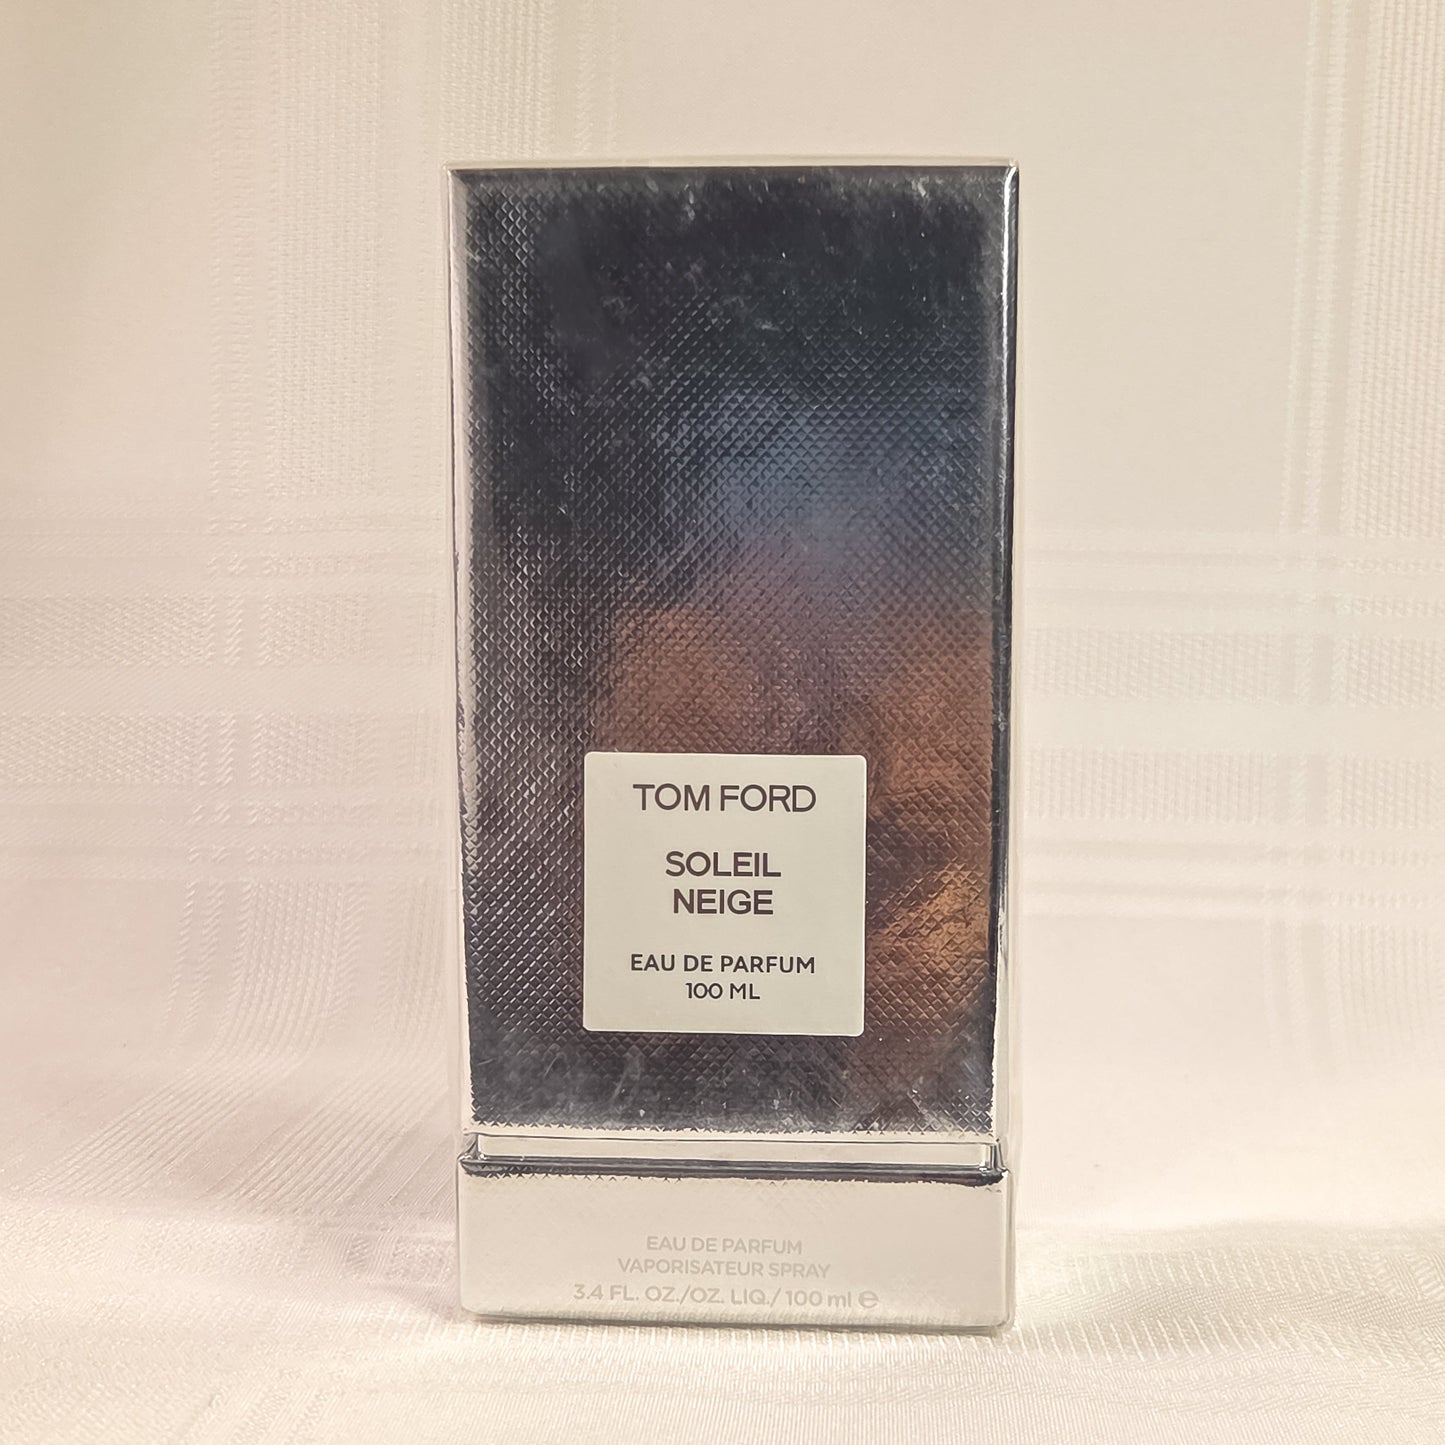 TOM FORD
SOLEIL
NEIGE
EAU DE PARFUM
100 ML
EAU DE PARFUM
VAPORISATEUR SPRAY
3.4 FL. OZ./OZ. LIQ./ 100 ml ℮